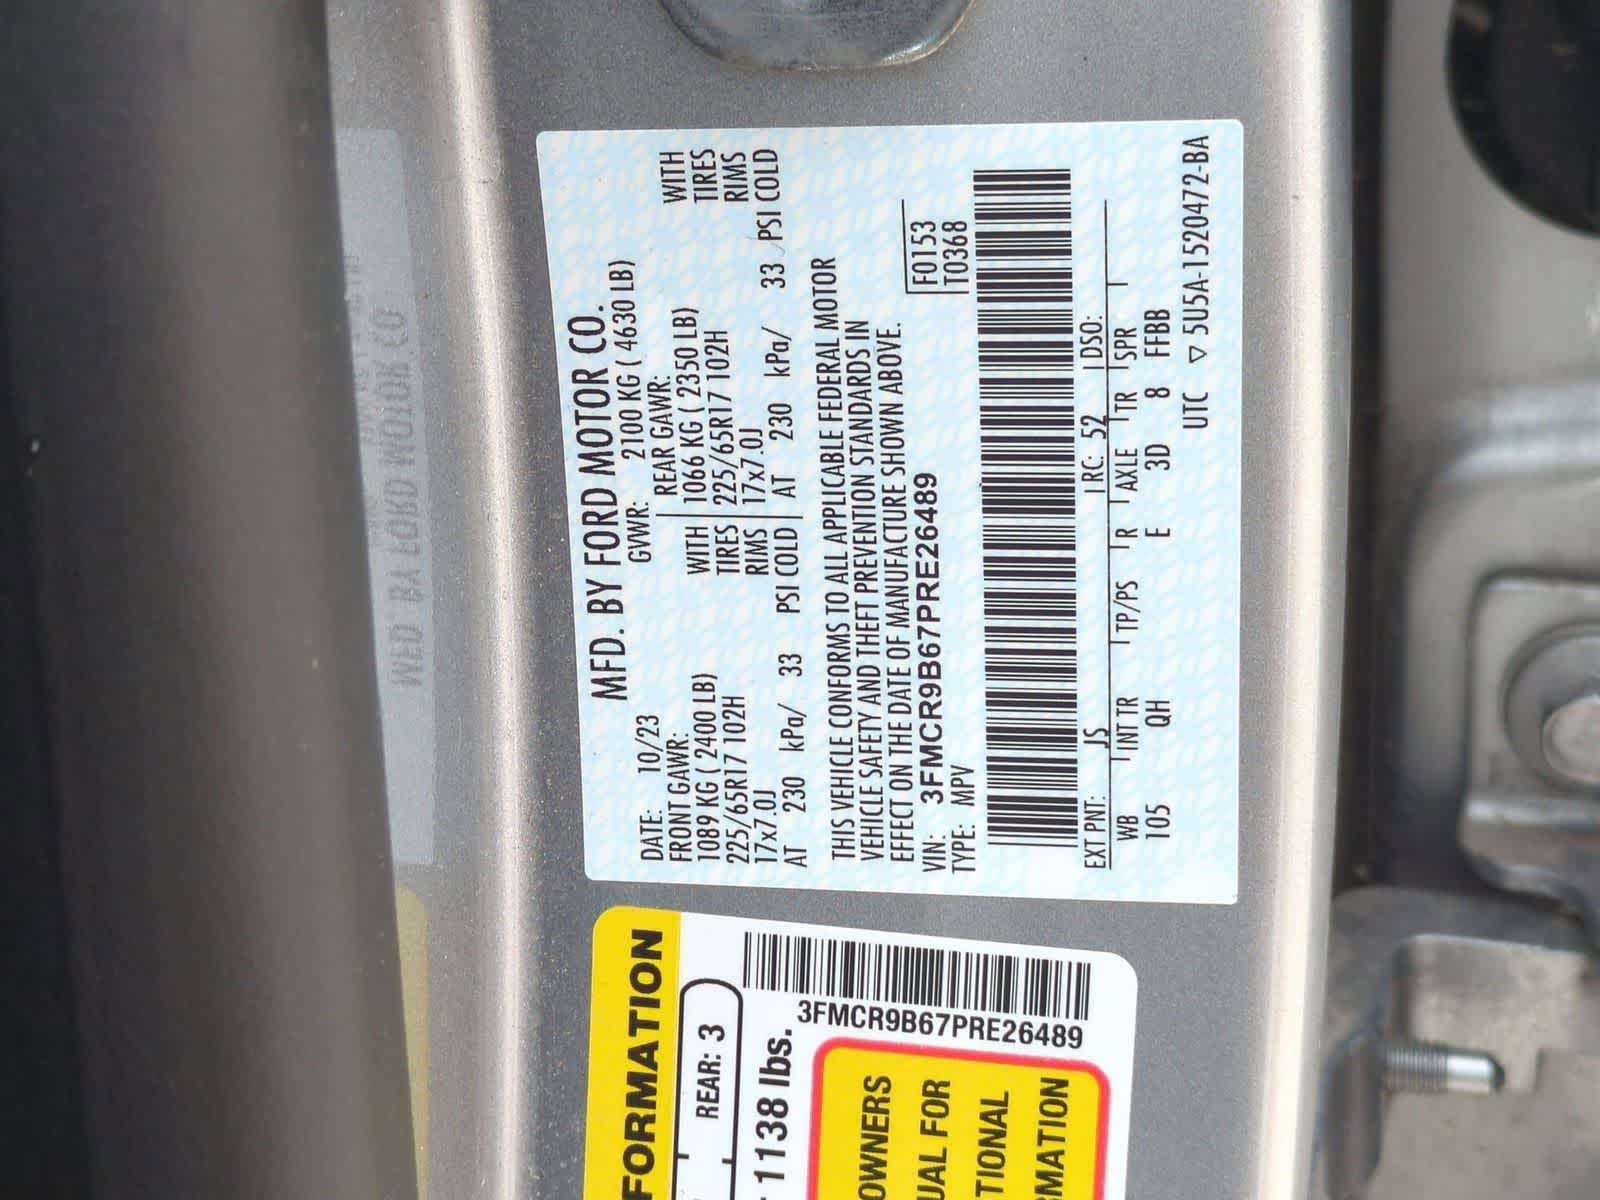 MFD. BY FORD MOTOR CO.
DATE: 10/23 GVWR: 2100 KG ( 4630 LB)
FRONT GAWR: REAR GAWR:
1089 KG ( 2400 LB) WITH 1066 KG ( 2350 LB) WITH
225/65R17 102H TIRES 225/65R17 102H TIRES
17x7.0J RIMS 17x7.0J RIMS
AT 230 kPa/ 33 PSI COLD AT 230 kPa/ 33 PSI COLD
THIS VEHICLE CONFORMS TO ALL APPLICABLE FEDERAL MOTOR
VEHICLE SAFETY AND THEFT PREVENTION STANDARDS IN
EFFECT ON THE DATE OF MANUFACTURE SHOWN ABOVE.
VIN: 3FMCR9B67PRE26489 F0153
TYPE: MPV T0368
EXT PNT: JS RC: 52 DSO:
WB INT TR TP/PS R AXLE TR SPR
105 QH E 3D 8 FFBB
UTC ▽ 5U5A-1520472-BA
FORMATION
REAR: 3
1138 lbs.
3FMCR9B67PRE26489
OWNERS
UAL FOR
TIONAL
RMATION
MFD. BY FORD MOTOR CO.